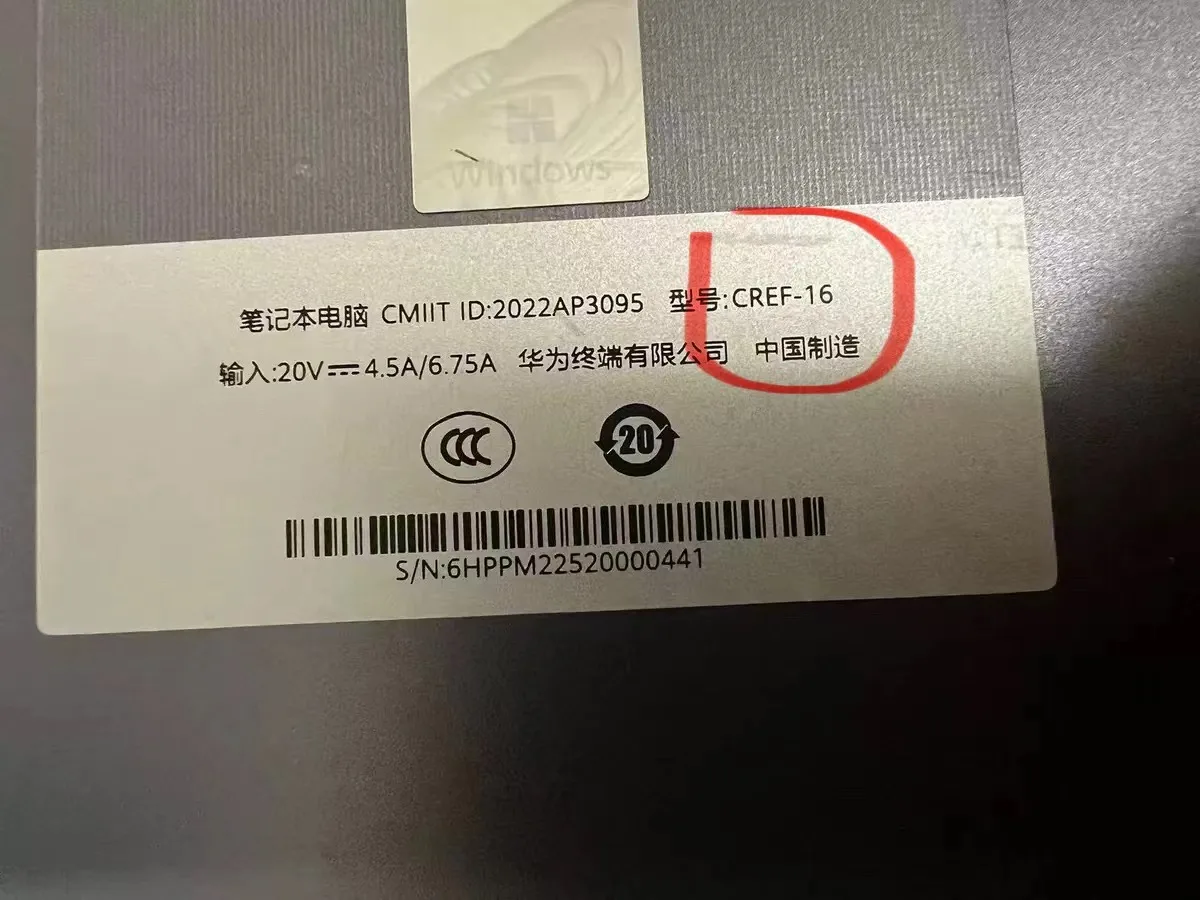 Windows
笔记本电脑 CMIIT ID:2022AP3095 型号:CREF-16
输入:20V⎓4.5A/6.75A 华为终端有限公司 中国制造
CCC
20
S/N:6HPPM22520000441